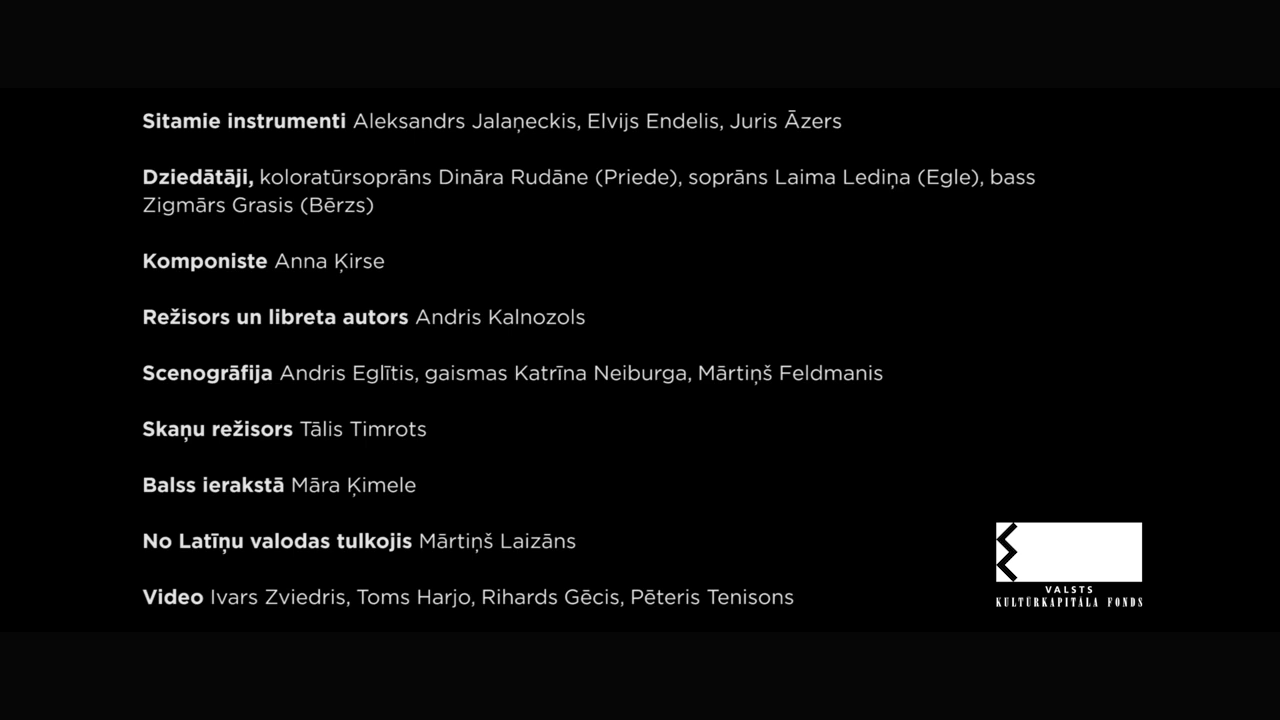 Sitamie instrumenti Aleksandrs Jalaņeckis, Elvijs Endelis, Juris Āzers
Dziedātāji, koloratūrsoprāns Dināra Rudāne (Priede), soprāns Laima Lediņa (Egle), bass
Zigmārs Grasis (Bērzs)
Komponiste Anna Ķirse
Režisors un libreta autors Andris Kalnozols
Scenogrāfija Andris Eglītis, gaismas Katrīna Neiburga, Mārtiņš Feldmanis
Skaņu režisors Tālis Timrots
Balss ierakstā Māra Ķimele
No Latīņu valodas tulkojis Mārtiņš Laizāns
Video Ivars Zviedris, Toms Harjo, Rihards Gēcis, Pēteris Tenisons
VALSTS
KULTŪRKAPITĀLA FONDS